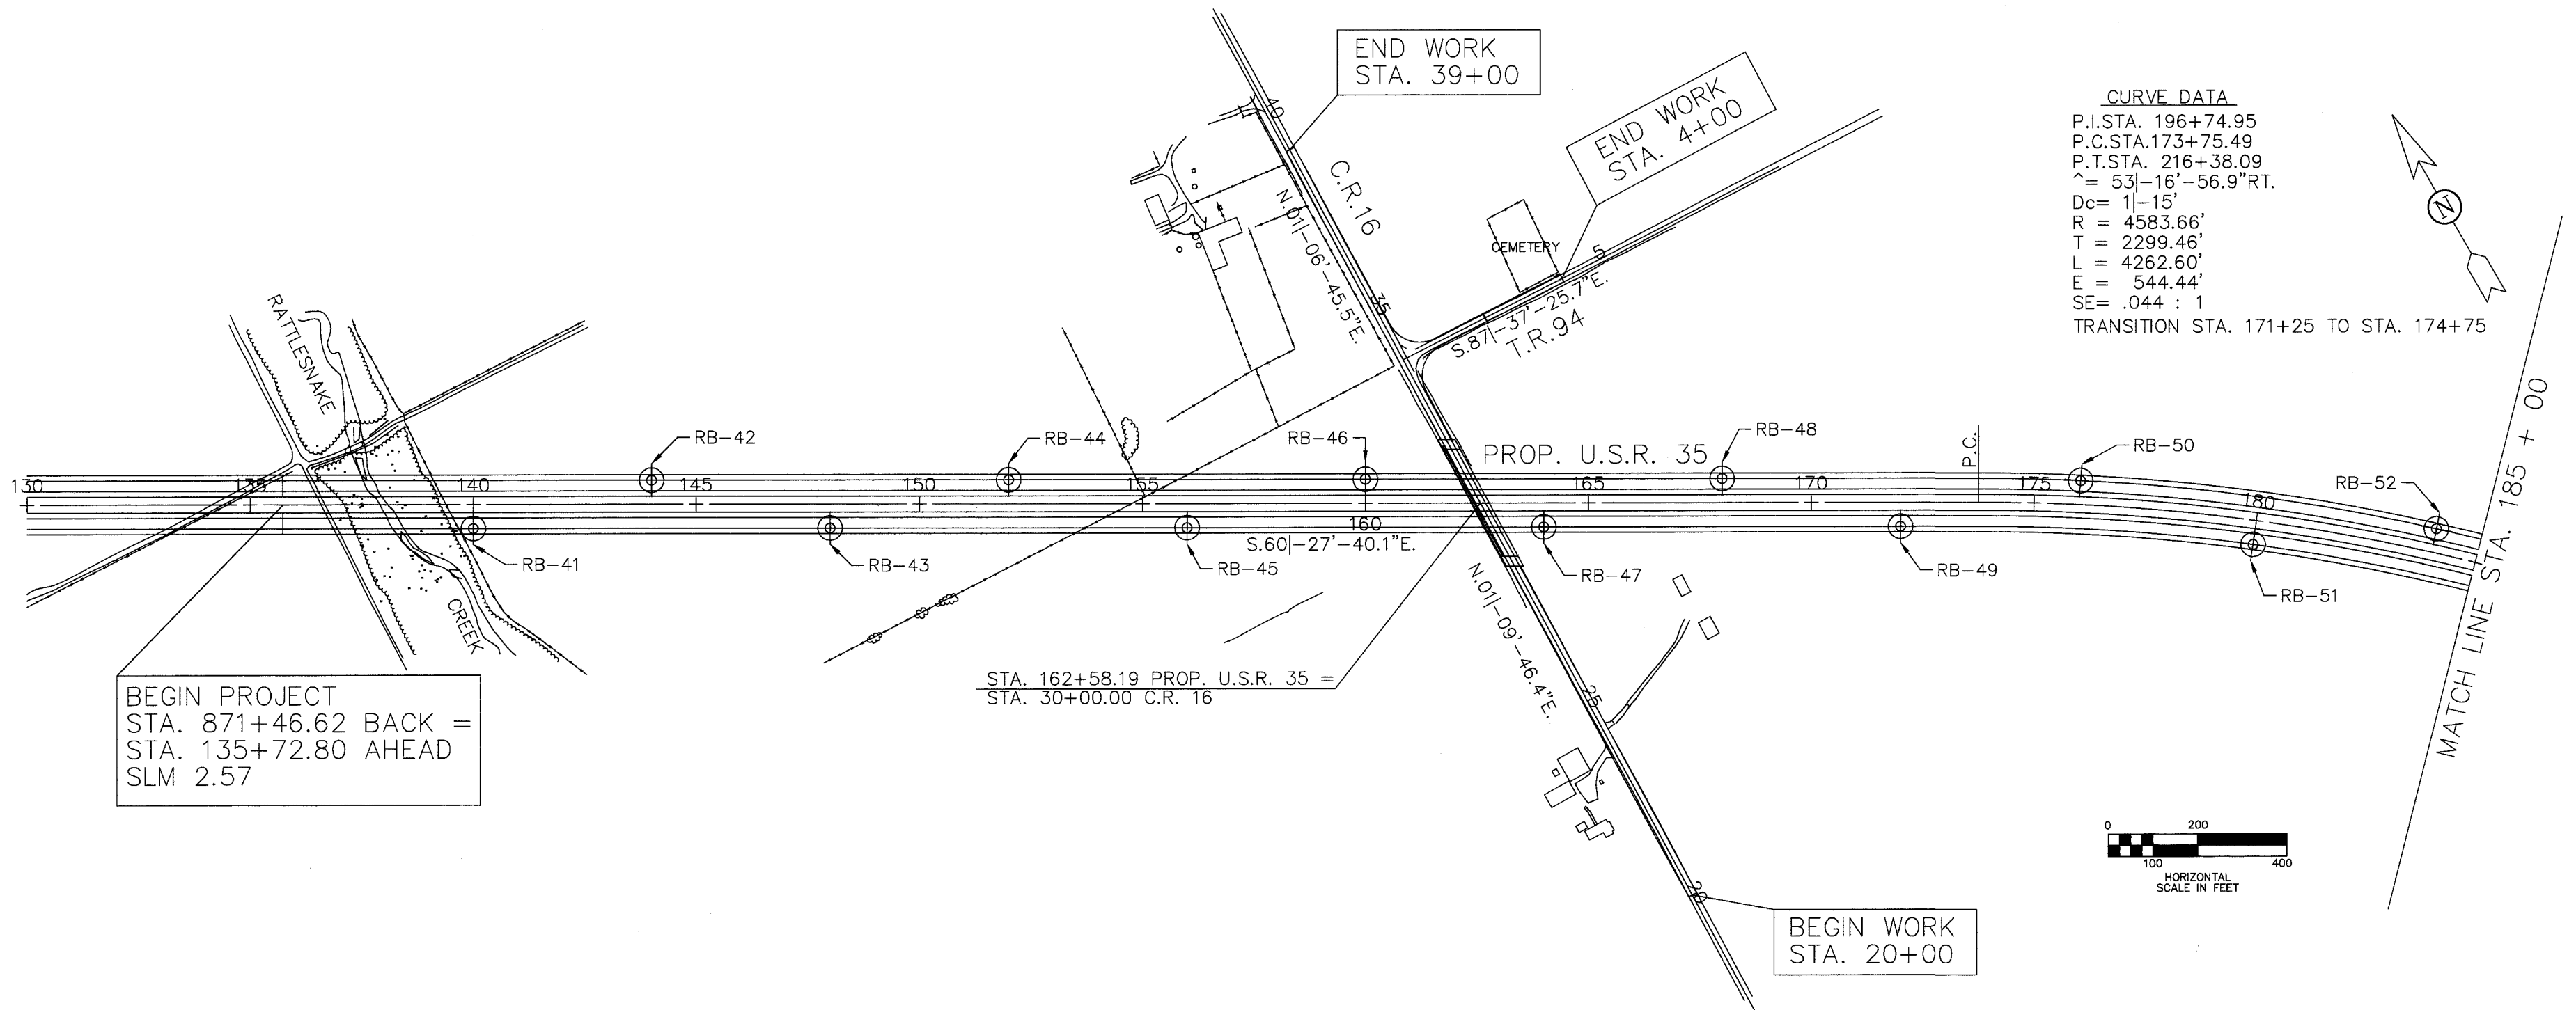 END WORK
STA. 39+00
END WORK
STA. 4+00
CURVE DATA
P.I.STA. 196+74.95
P.C.STA.173+75.49
P.T.STA. 216+38.09
^= 53|-16'-56.9"RT.
Dc= 1|-15'
R = 4583.66'
T = 2299.46'
L = 4262.60'
E = 544.44'
SE= .044 : 1
TRANSITION STA. 171+25 TO STA. 174+75
N
40
C.R.16
N.01|-06'-45.5"E.
35
CEMETERY
5
S.87|-37'-25.7"E.
T.R.94
RATTLESNAKE
CREEK
RB-42
RB-44
RB-46
PROP. U.S.R. 35
RB-48
P.C.
RB-50
RB-52
130
135
140
145
150
155
160
165
170
175
180
S.60|-27'-40.1"E.
RB-41
RB-43
RB-45
RB-47
RB-49
RB-51
MATCH LINE STA. 185 + 00
N.01|-09'-46.4"E.
25
20
STA. 162+58.19 PROP. U.S.R. 35 =
STA. 30+00.00 C.R. 16
BEGIN PROJECT
STA. 871+46.62 BACK =
STA. 135+72.80 AHEAD
SLM 2.57
BEGIN WORK
STA. 20+00
0 200
100 400
HORIZONTAL
SCALE IN FEET